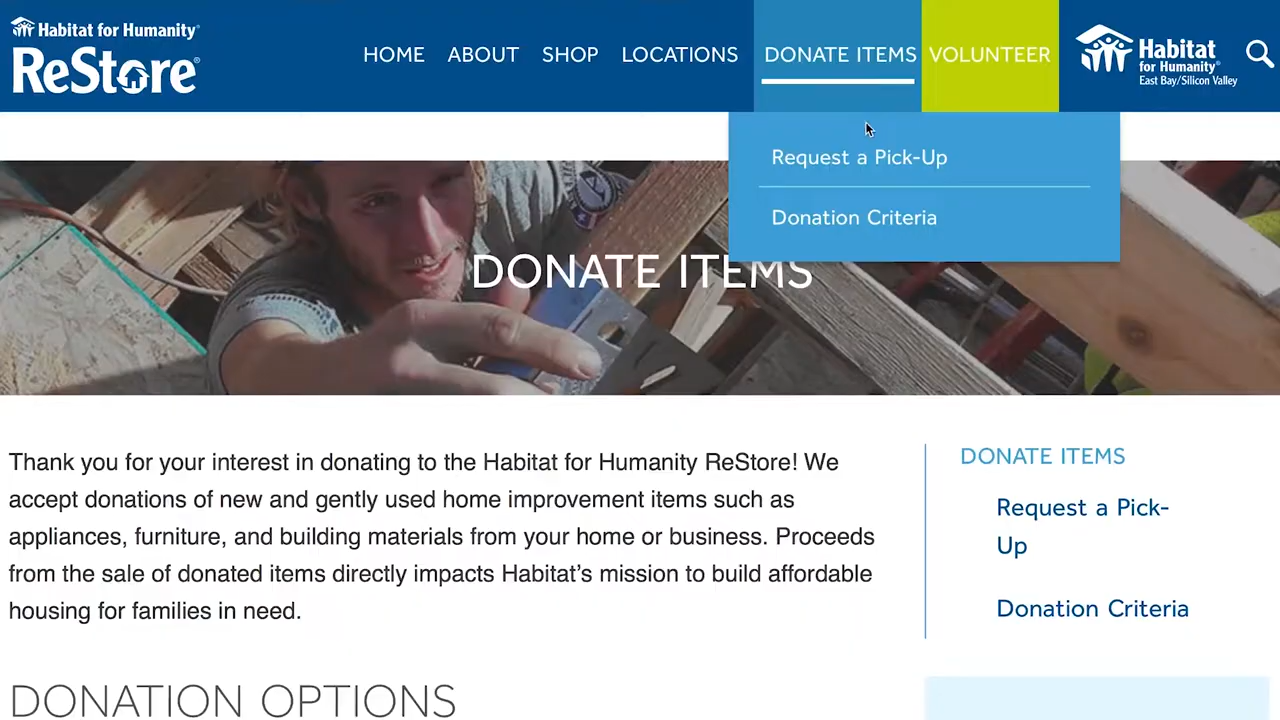 Habitat for Humanity®
ReStore®
HOME ABOUT SHOP LOCATIONS DONATE ITEMS VOLUNTEER
Habitat
for Humanity®
East Bay/Silicon Valley
Request a Pick-Up
Donation Criteria
DONATE ITEMS
Thank you for your interest in donating to the Habitat for Humanity ReStore! We
accept donations of new and gently used home improvement items such as
appliances, furniture, and building materials from your home or business. Proceeds
from the sale of donated items directly impacts Habitat’s mission to build affordable
housing for families in need.
DONATE ITEMS
Request a Pick-
Up
Donation Criteria
DONATION OPTIONS